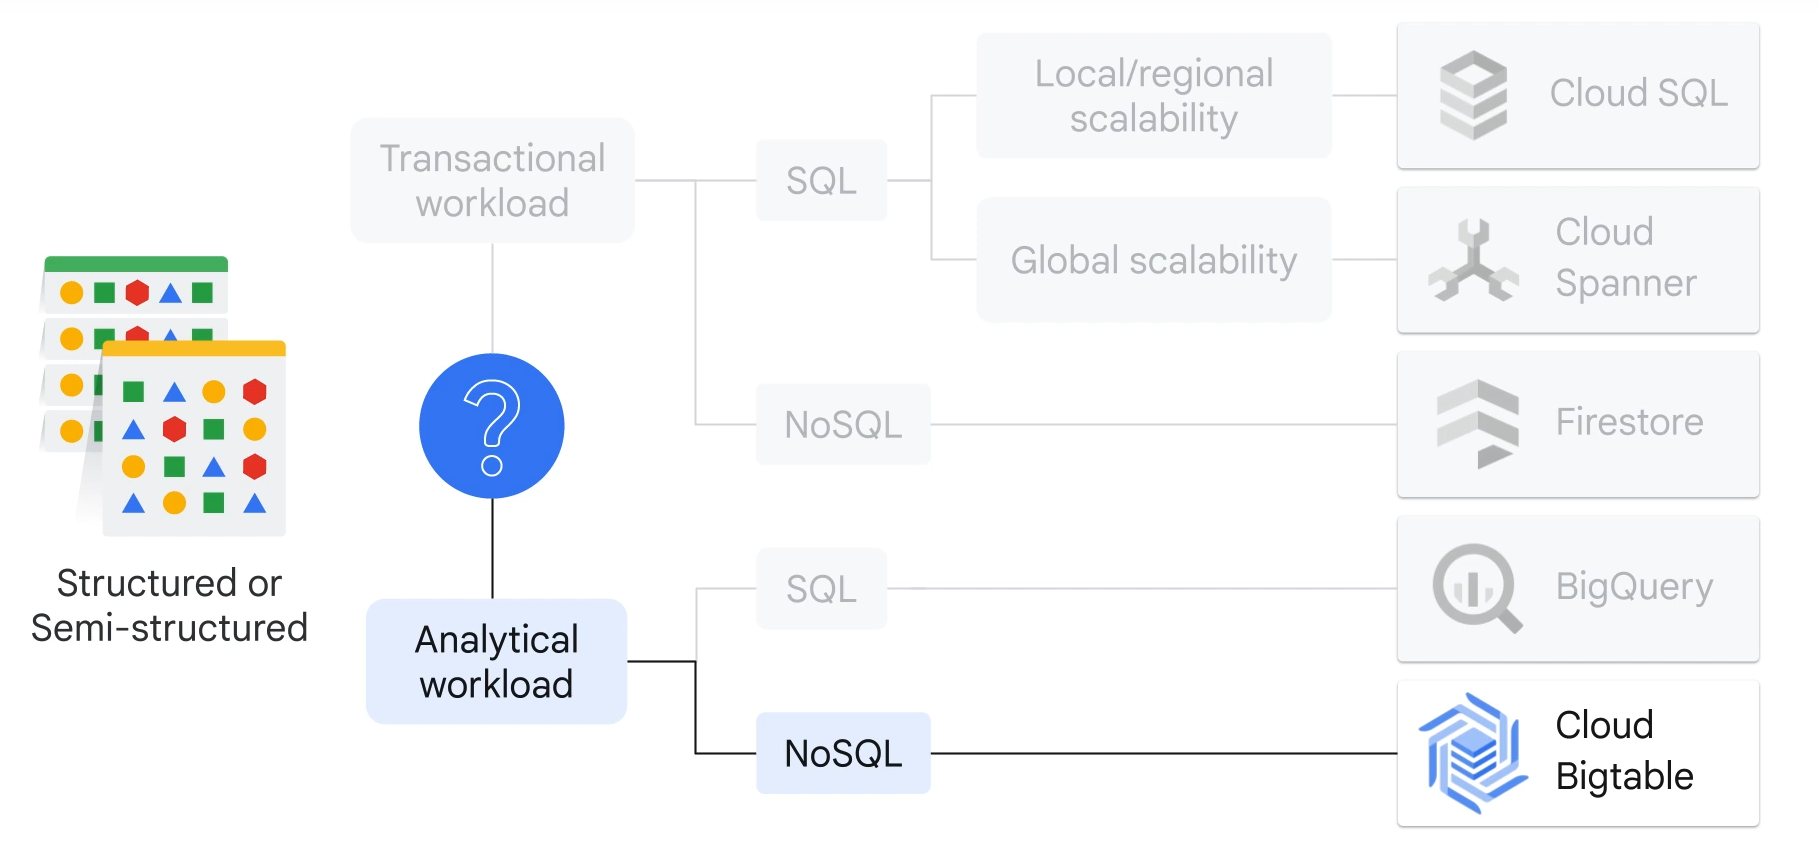 Local/regional
scalability
Cloud SQL
Transactional
workload
SQL
Global scalability
Cloud
Spanner
?
NoSQL
Firestore
Structured or
Semi-structured
SQL
BigQuery
Analytical
workload
NoSQL
Cloud
Bigtable